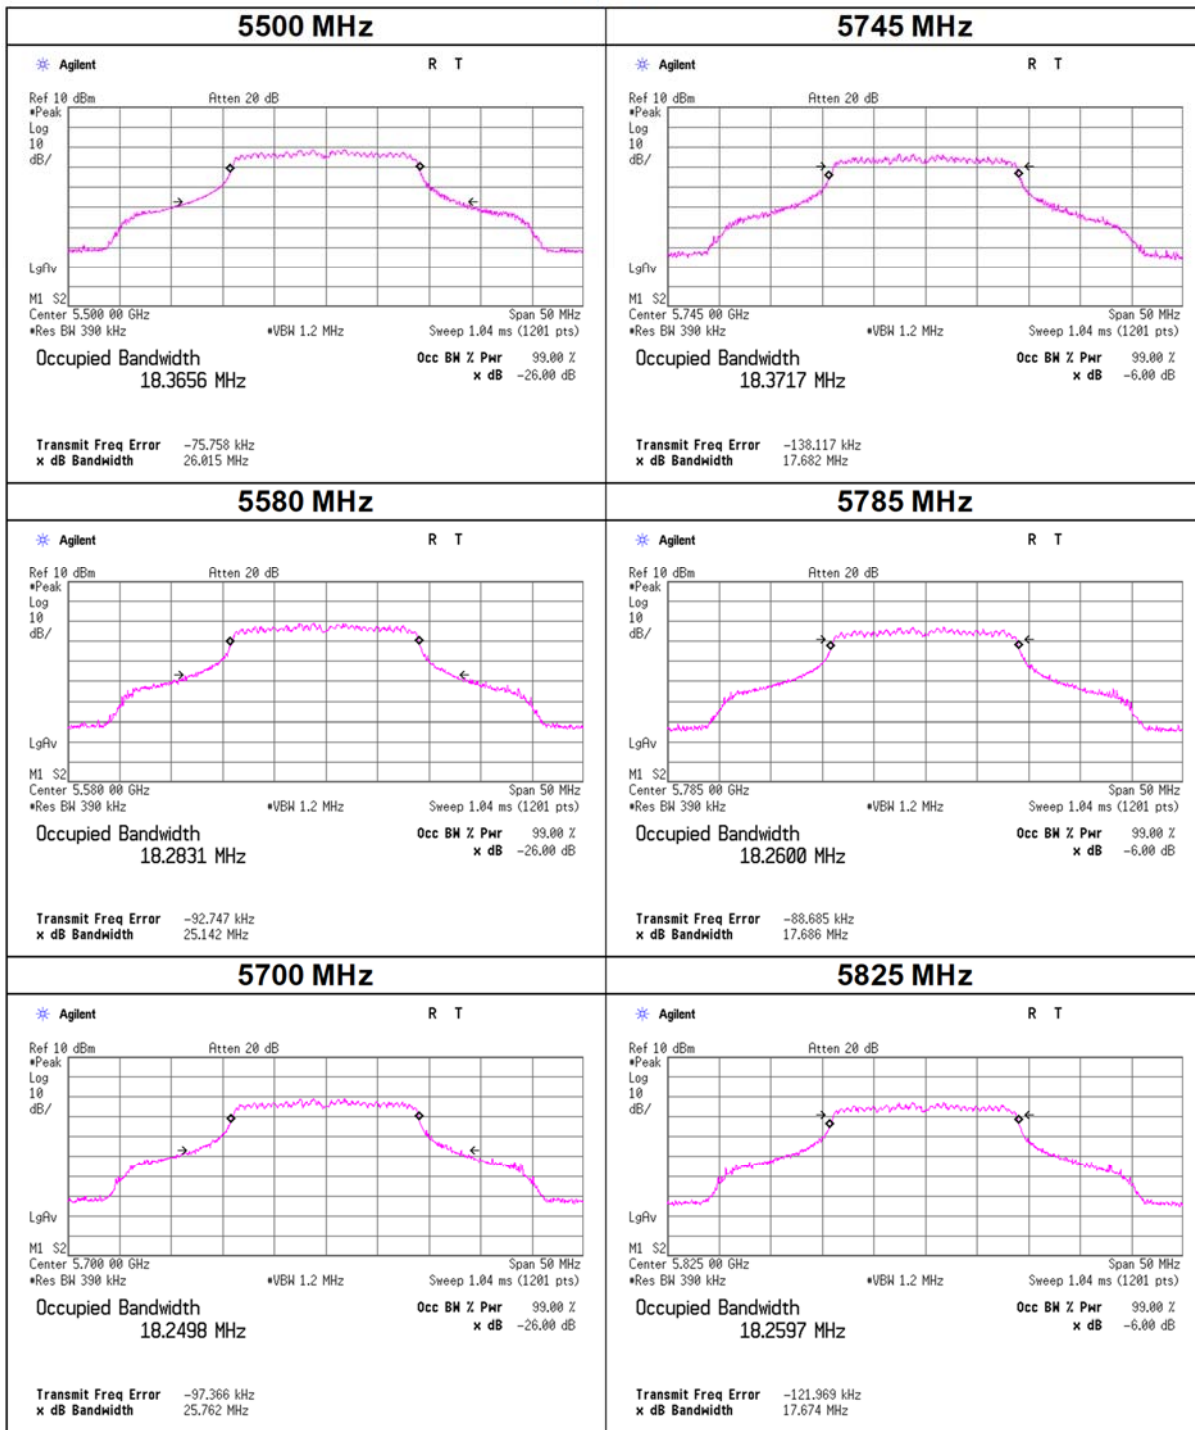 5500 MHz
Agilent
R T
Ref 10 dBm Atten 20 dB
*Peak
Log
10
dB/
LgAv
M1 S2
Center 5.500 00 GHz Span 50 MHz
*Res BW 390 kHz *VBW 1.2 MHz Sweep 1.04 ms (1201 pts)
Occupied Bandwidth Occ BW % Pwr 99.00 %
18.3656 MHz x dB -26.00 dB
Transmit Freq Error -75.758 kHz
x dB Bandwidth 26.015 MHz
5745 MHz
Agilent
R T
Ref 10 dBm Atten 20 dB
*Peak
Log
10
dB/
LgAv
M1 S2
Center 5.745 00 GHz Span 50 MHz
*Res BW 390 kHz *VBW 1.2 MHz Sweep 1.04 ms (1201 pts)
Occupied Bandwidth Occ BW % Pwr 99.00 %
18.3717 MHz x dB -6.00 dB
Transmit Freq Error -138.117 kHz
x dB Bandwidth 17.682 MHz
5580 MHz
Agilent
R T
Ref 10 dBm Atten 20 dB
*Peak
Log
10
dB/
LgAv
M1 S2
Center 5.580 00 GHz Span 50 MHz
*Res BW 390 kHz *VBW 1.2 MHz Sweep 1.04 ms (1201 pts)
Occupied Bandwidth Occ BW % Pwr 99.00 %
18.2831 MHz x dB -26.00 dB
Transmit Freq Error -92.747 kHz
x dB Bandwidth 25.142 MHz
5785 MHz
Agilent
R T
Ref 10 dBm Atten 20 dB
*Peak
Log
10
dB/
LgAv
M1 S2
Center 5.785 00 GHz Span 50 MHz
*Res BW 390 kHz *VBW 1.2 MHz Sweep 1.04 ms (1201 pts)
Occupied Bandwidth Occ BW % Pwr 99.00 %
18.2600 MHz x dB -6.00 dB
Transmit Freq Error -88.685 kHz
x dB Bandwidth 17.686 MHz
5700 MHz
Agilent
R T
Ref 10 dBm Atten 20 dB
*Peak
Log
10
dB/
LgAv
M1 S2
Center 5.700 00 GHz Span 50 MHz
*Res BW 390 kHz *VBW 1.2 MHz Sweep 1.04 ms (1201 pts)
Occupied Bandwidth Occ BW % Pwr 99.00 %
18.2498 MHz x dB -26.00 dB
Transmit Freq Error -97.366 kHz
x dB Bandwidth 25.762 MHz
5825 MHz
Agilent
R T
Ref 10 dBm Atten 20 dB
*Peak
Log
10
dB/
LgAv
M1 S2
Center 5.825 00 GHz Span 50 MHz
*Res BW 390 kHz *VBW 1.2 MHz Sweep 1.04 ms (1201 pts)
Occupied Bandwidth Occ BW % Pwr 99.00 %
18.2597 MHz x dB -6.00 dB
Transmit Freq Error -121.969 kHz
x dB Bandwidth 17.674 MHz